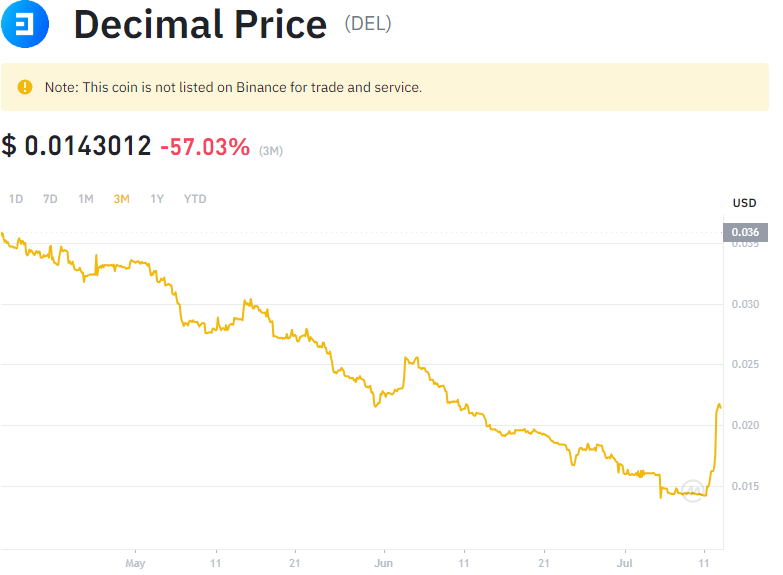 Decimal Price (DEL)
Note: This coin is not listed on Binance for trade and service.
$ 0.0143012 -57.03% (3M)
1D 7D 1M 3M 1Y YTD
USD
0.036
0.035
0.030
0.025
0.020
0.015
May 11 21 Jun 11 21 Jul 11